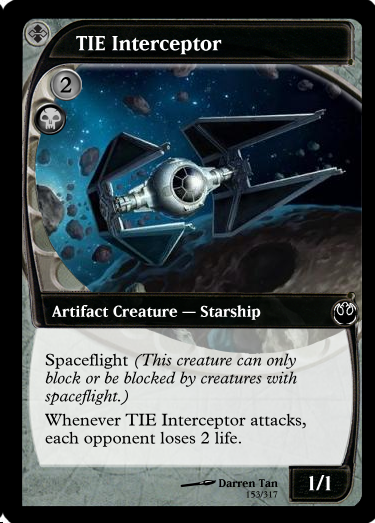 TIE Interceptor
2
Artifact Creature — Starship
Spaceflight (This creature can only
block or be blocked by creatures with
spaceflight.)
Whenever TIE Interceptor attacks,
each opponent loses 2 life.
Darren Tan
153/317
1/1